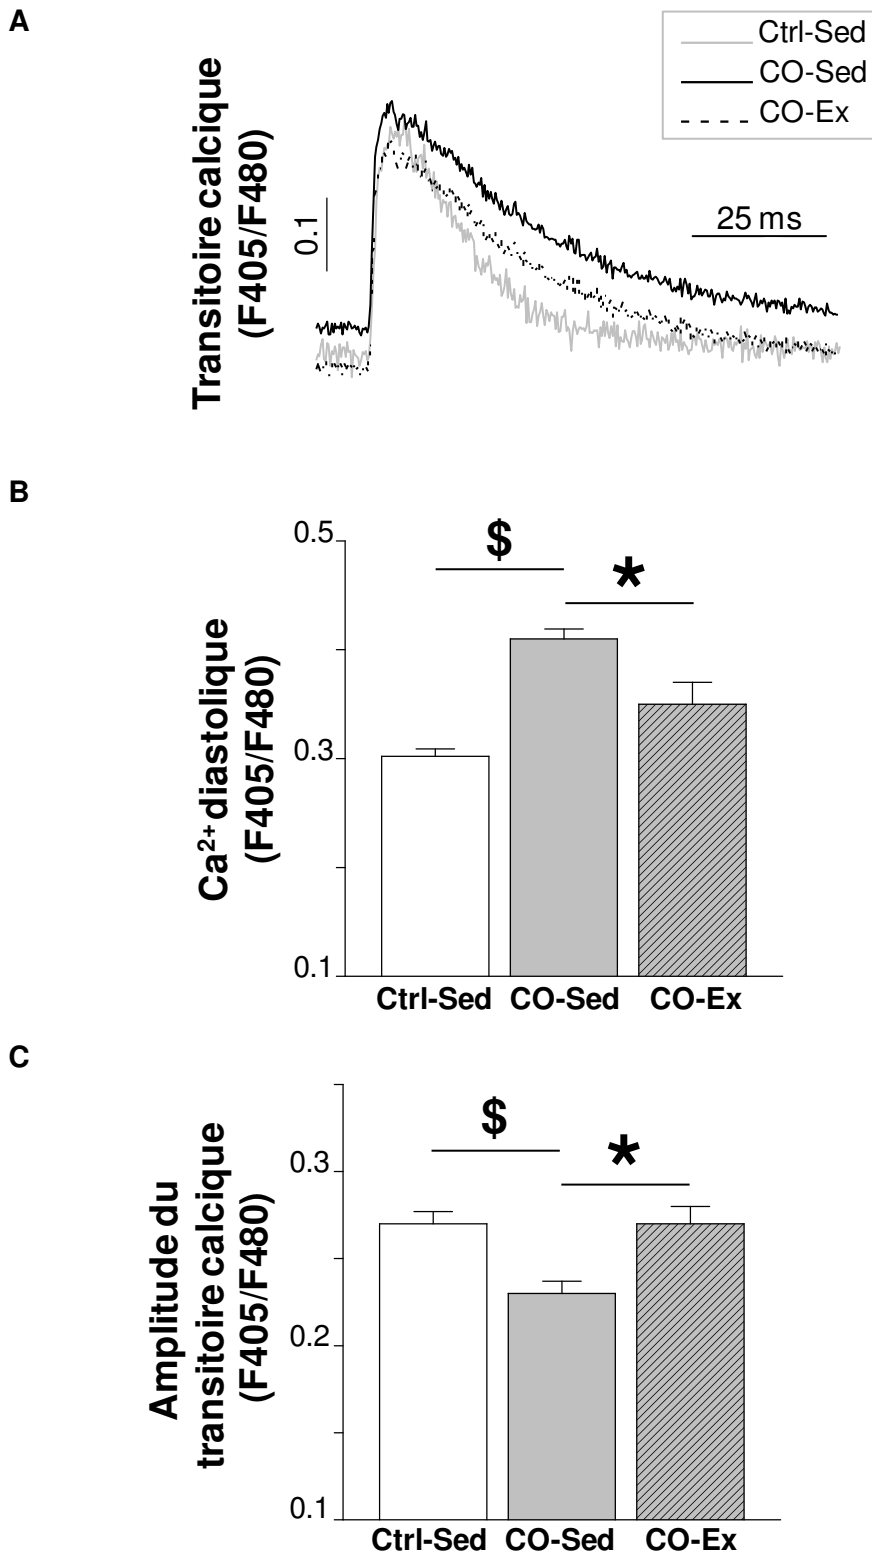 A
Ctrl-Sed
CO-Sed
CO-Ex
Transitoire calcique
(F405/F480)
0.1
25 ms
B
0.5
$
*
0.3
0.1
Ca²⁺ diastolique
(F405/F480)
Ctrl-Sed CO-Sed CO-Ex
C
$
*
0.3
0.2
0.1
Amplitude du
transitoire calcique
(F405/F480)
Ctrl-Sed CO-Sed CO-Ex